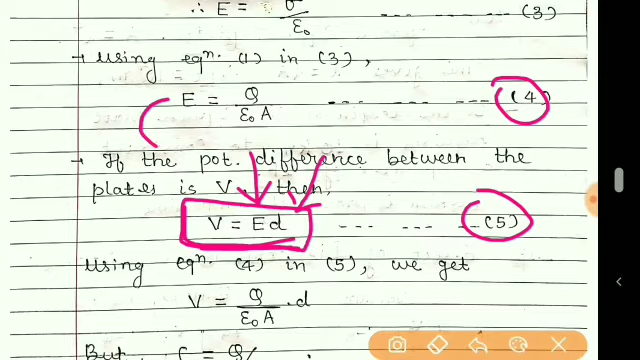 ∴ E = σ/ε₀ --- --- --- (3)
→ Using eqⁿ. (1) in (3),
E = Q/ε₀A --- --- --- (4)
→ If the pot. difference between the
plates is V, then,
V = Ed --- --- --- (5)
Using eqⁿ. (4) in (5), we get
V = Q/ε₀A . d
But, C = Q/